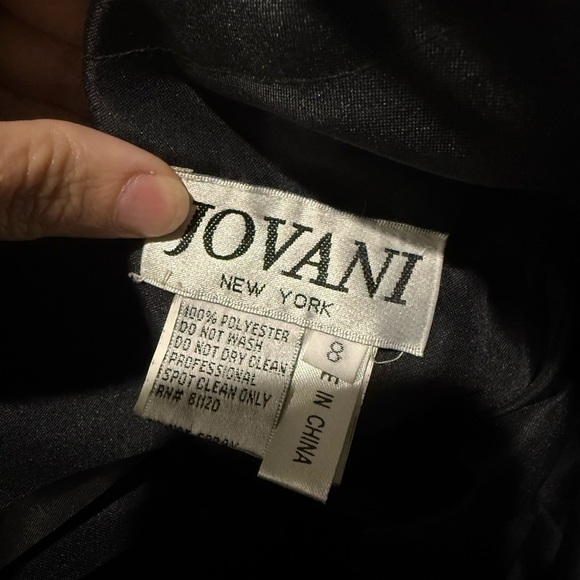 JOVANI
NEW YORK
100% POLYESTER
DO NOT WASH
DO NOT DRY CLEAN
PROFESSIONAL
SPOT CLEAN ONLY
RN# 81120
8
E IN CHINA